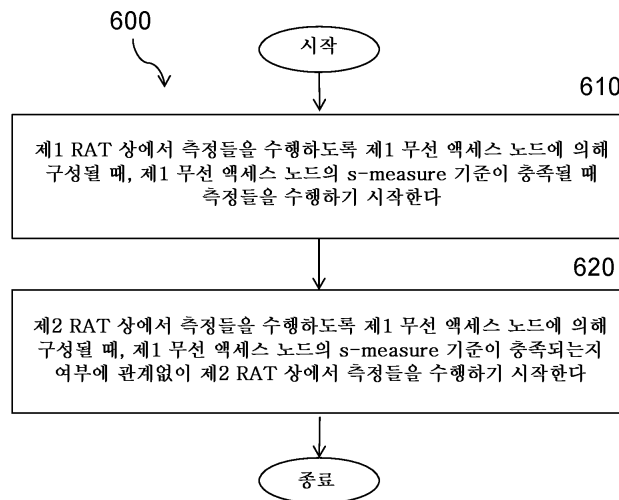 600
시작
610
제1 RAT 상에서 측정들을 수행하도록 제1 무선 액세스 노드에 의해
구성될 때, 제1 무선 액세스 노드의 s-measure 기준이 충족될 때
측정들을 수행하기 시작한다
620
제2 RAT 상에서 측정들을 수행하도록 제1 무선 액세스 노드에 의해
구성될 때, 제1 무선 액세스 노드의 s-measure 기준이 충족되는지
여부에 관계없이 제2 RAT 상에서 측정들을 수행하기 시작한다
종료